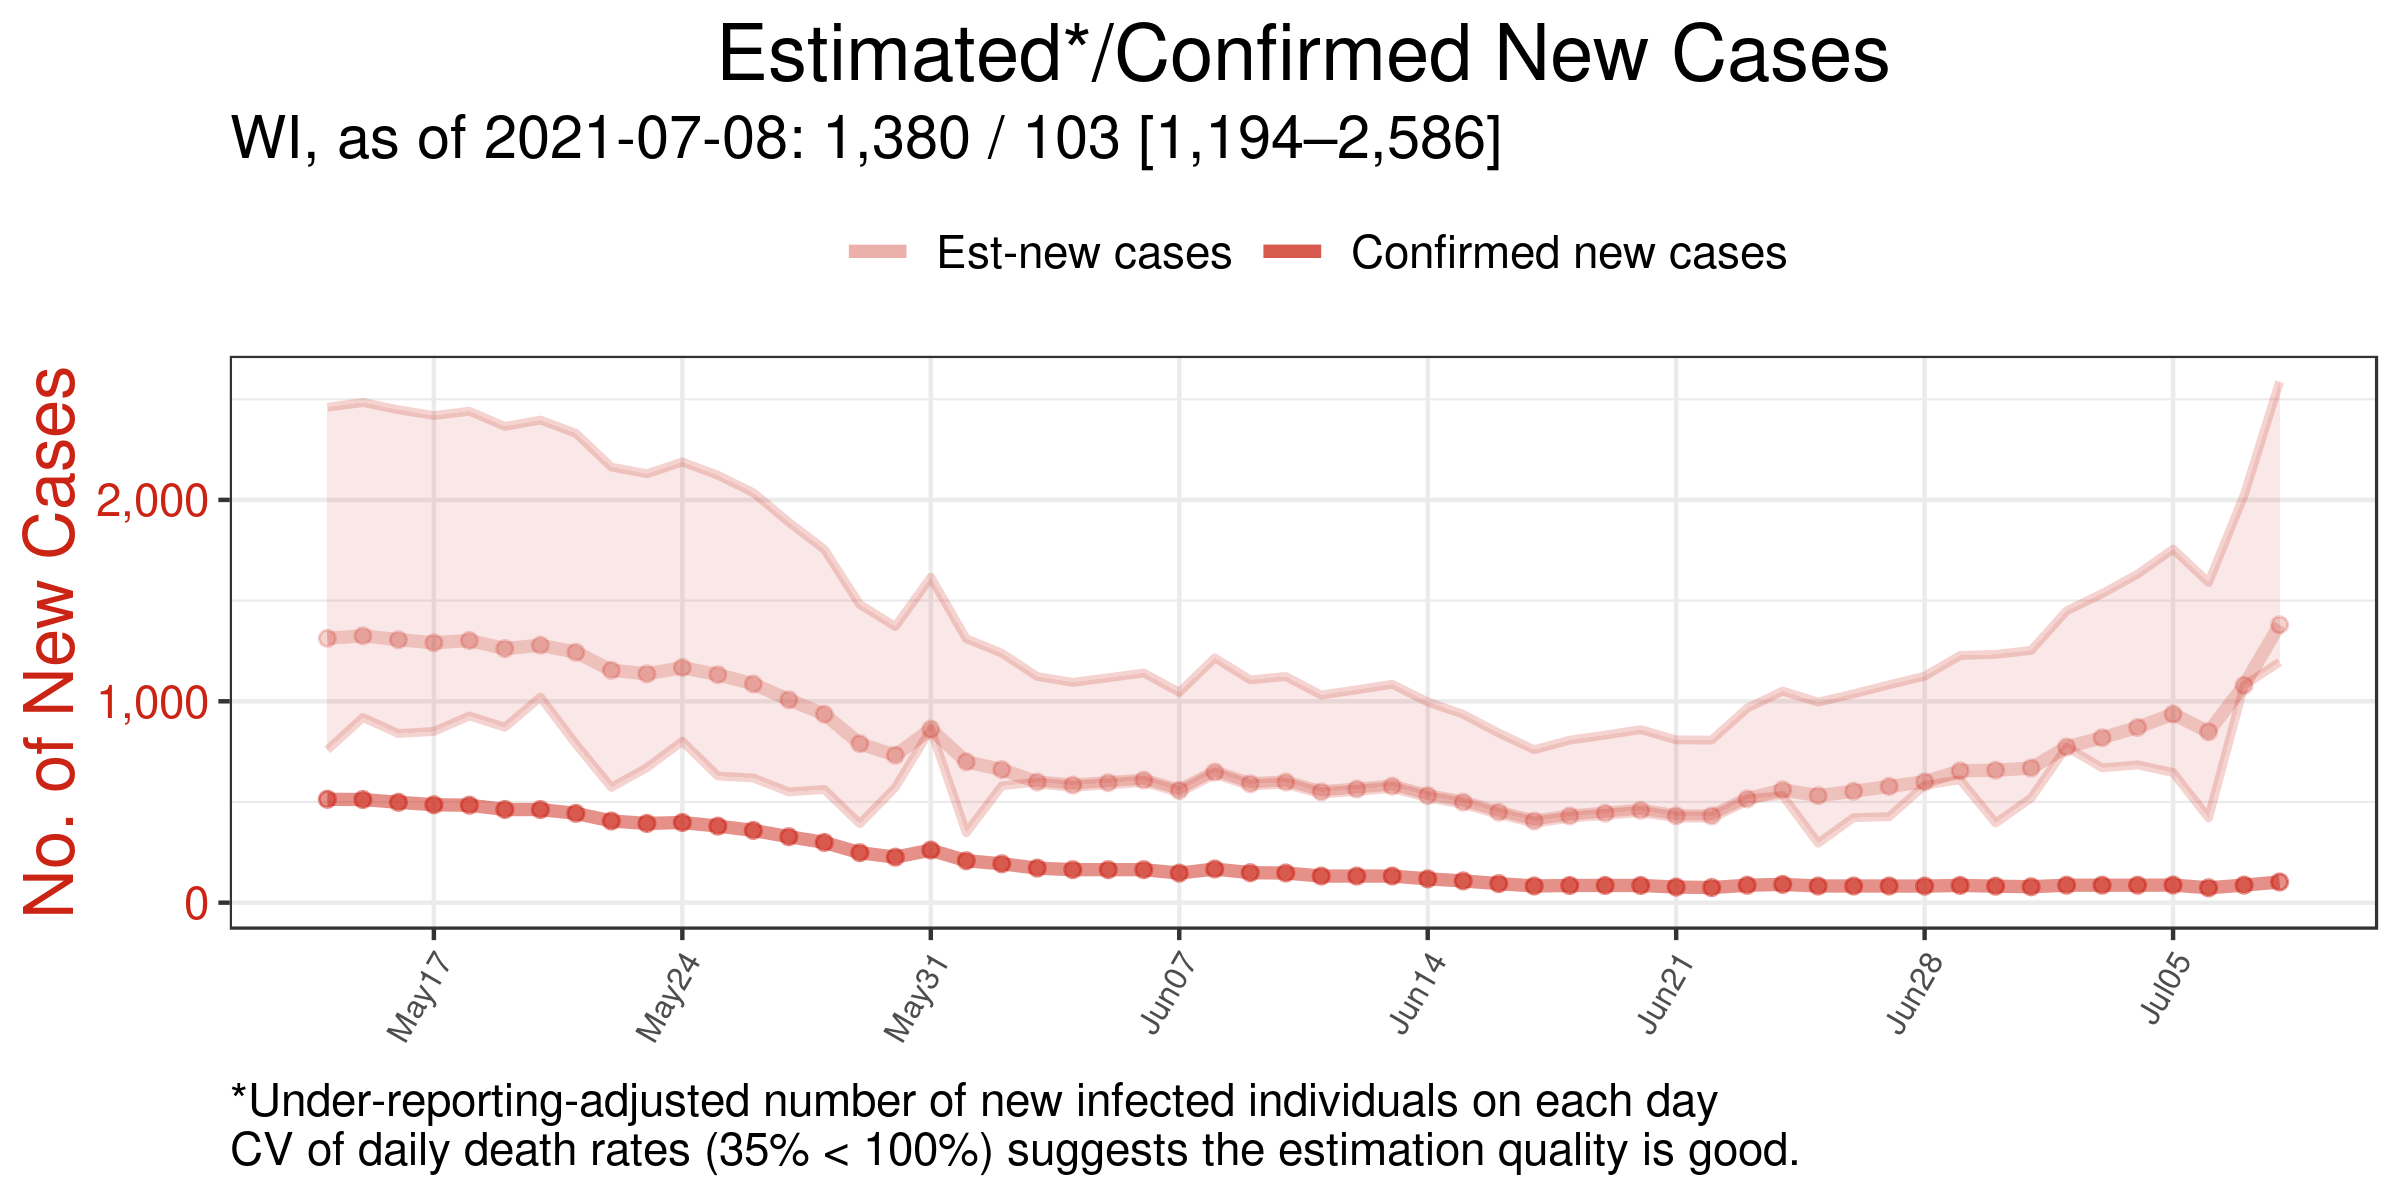 Estimated*/Confirmed New Cases
WI, as of 2021-07-08: 1,380 / 103 [1,194–2,586]
Est-new cases
Confirmed new cases
No. of New Cases
2,000
1,000
0
May17
May24
May31
Jun07
Jun14
Jun21
Jun28
Jul05
*Under-reporting-adjusted number of new infected individuals on each day
CV of daily death rates (35% < 100%) suggests the estimation quality is good.